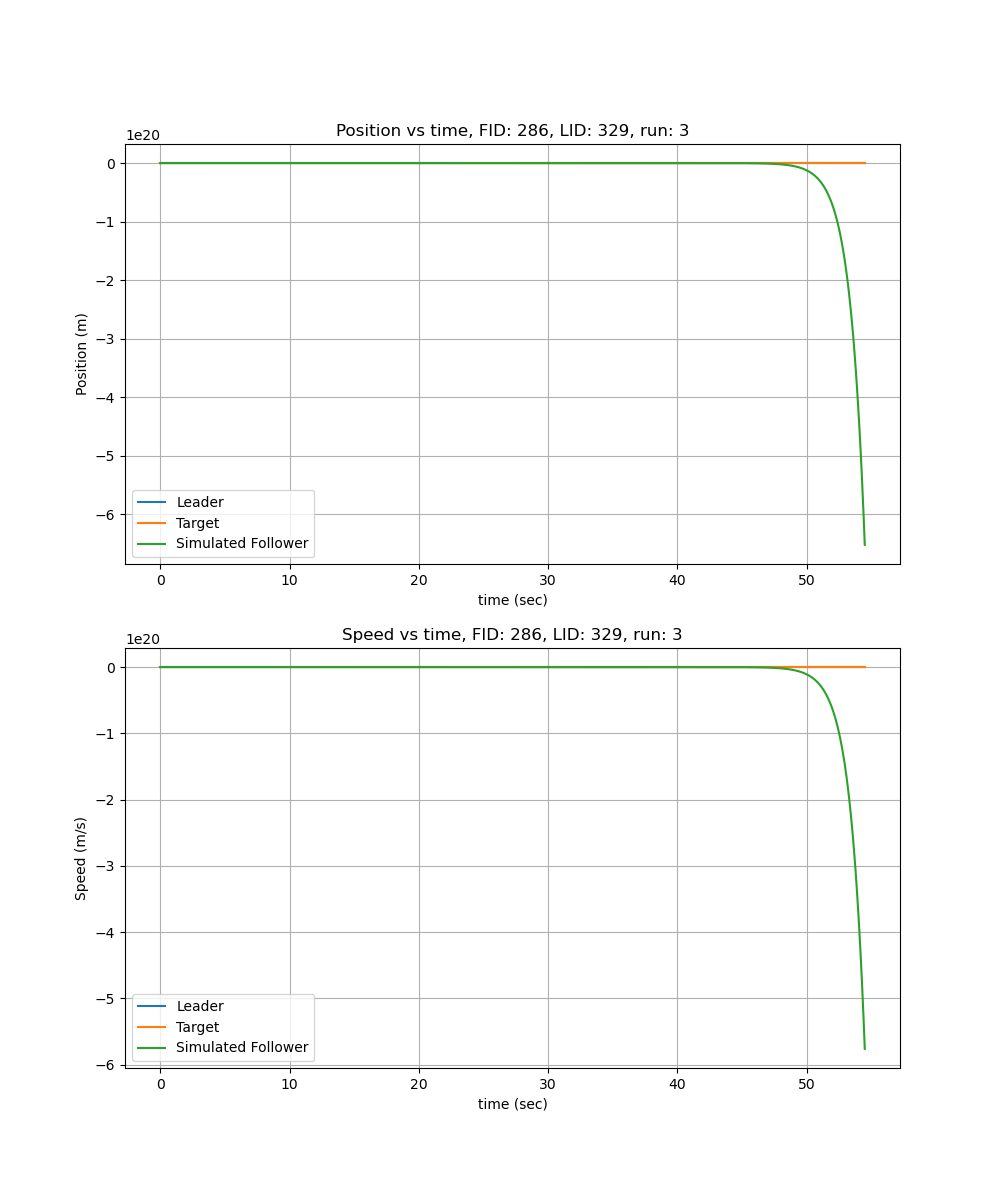 Position vs time, FID: 286, LID: 329, run: 3
1e20
0
−1
−2
−3
−4
−5
−6
Position (m)
Leader
Target
Simulated Follower
0 10 20 30 40 50
time (sec)
Speed vs time, FID: 286, LID: 329, run: 3
1e20
0
−1
−2
−3
−4
−5
−6
Speed (m/s)
Leader
Target
Simulated Follower
0 10 20 30 40 50
time (sec)